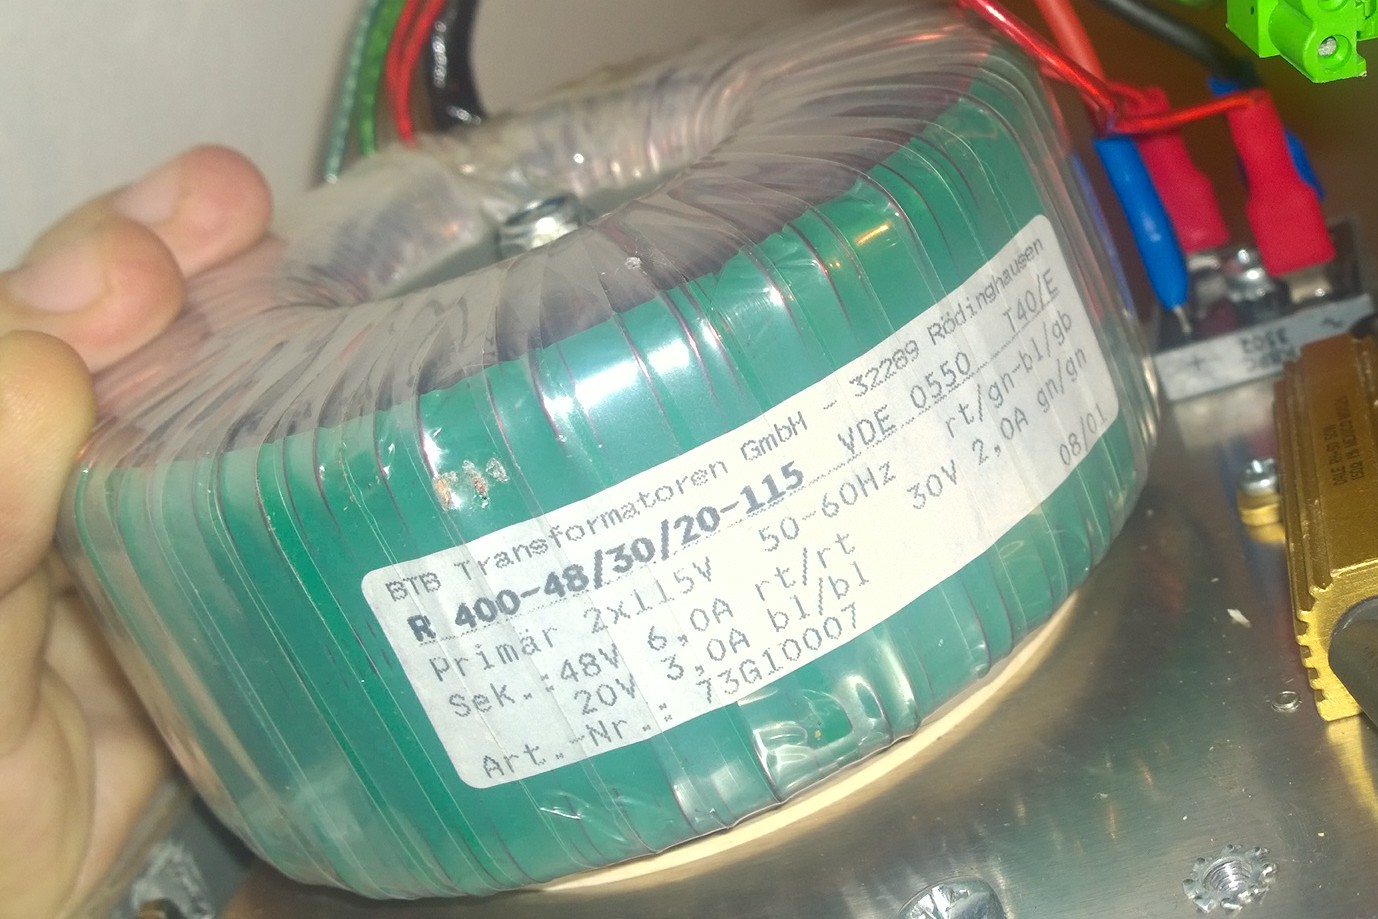 BTB Transformatoren GmbH - 32289 Rödinghausen
R 400-48/30/20-115 VDE 0550 T40/E
Primär 2x115V 50-60Hz rt/gn-bl/gb
Sek.:48V 6,0A rt/rt 30V 2,0A gn/gn
20V 3,0A bl/bl
Art.-Nr.: 73G10007 08/01